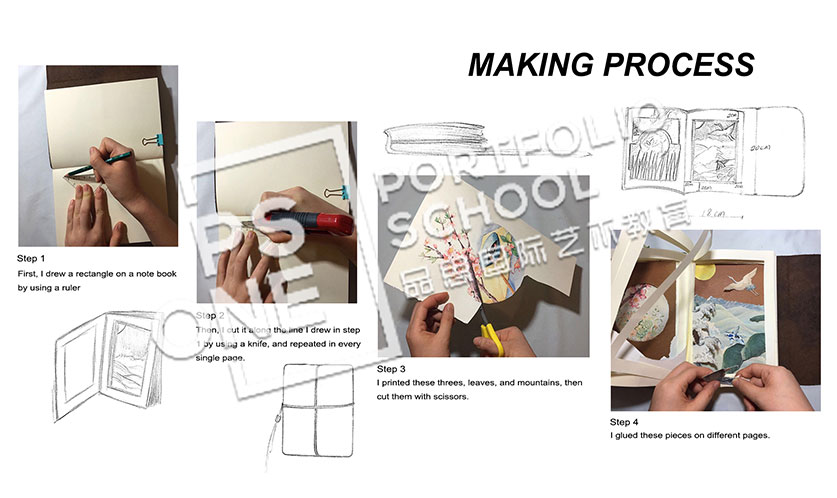 MAKING PROCESS
Step 1
First, I drew a rectangle on a note book
by using a ruler
Step 2
Then, I cut it along the line I drew in step
1 by using a knife, and repeated in every
single page.
Step 3
I printed these threes, leaves, and mountains, then
cut them with scissors.
20CM
18CM
Step 4
I glued these pieces on different pages.
PS
ONE
PORTFOLIO
SCHOOL
品思国际艺术教育